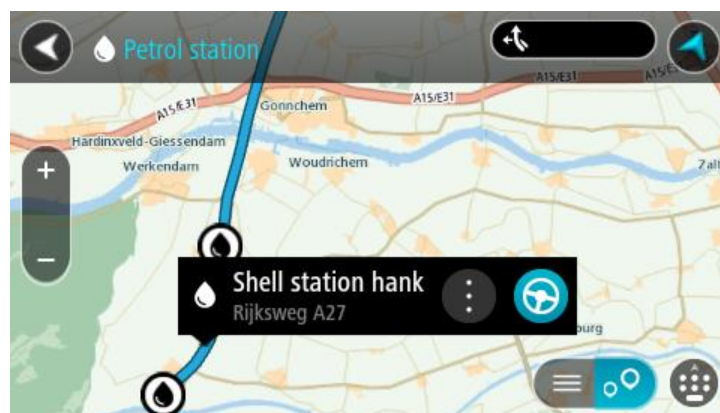 Petrol station
A15/E31
A15/E31
A15/E31
Gonnchem
A15/E31
Hardinxveld-Giessendam
Werkendam
Woudrichem
Shell station hank
Rijksweg A27